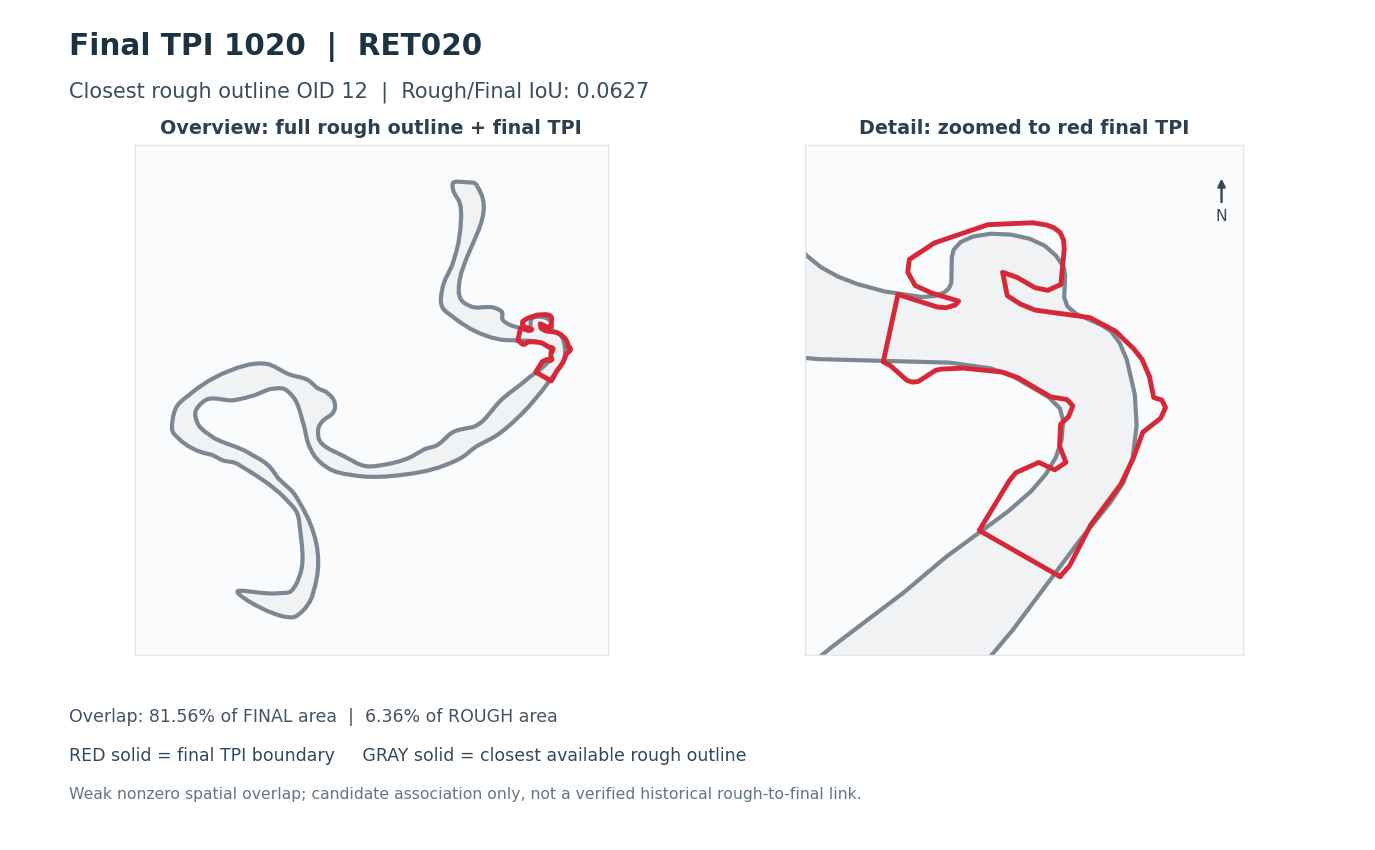 Final TPI 1020 | RET020
Closest rough outline OID 12 | Rough/Final IoU: 0.0627
Overview: full rough outline + final TPI
Detail: zoomed to red final TPI
N
Overlap: 81.56% of FINAL area | 6.36% of ROUGH area
RED solid = final TPI boundary GRAY solid = closest available rough outline
Weak nonzero spatial overlap; candidate association only, not a verified historical rough-to-final link.